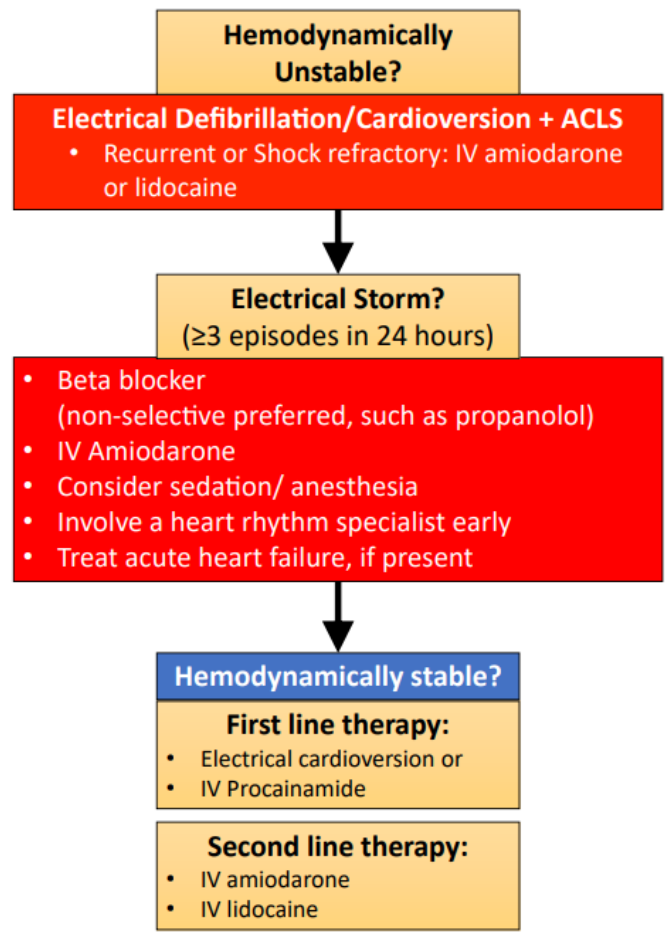 Hemodynamically
Unstable?
Electrical Defibrillation/Cardioversion + ACLS
• Recurrent or Shock refractory: IV amiodarone
or lidocaine
Electrical Storm?
(≥3 episodes in 24 hours)
• Beta blocker
(non-selective preferred, such as propanolol)
• IV Amiodarone
• Consider sedation/ anesthesia
• Involve a heart rhythm specialist early
• Treat acute heart failure, if present
Hemodynamically stable?
First line therapy:
• Electrical cardioversion or
• IV Procainamide
Second line therapy:
• IV amiodarone
• IV lidocaine